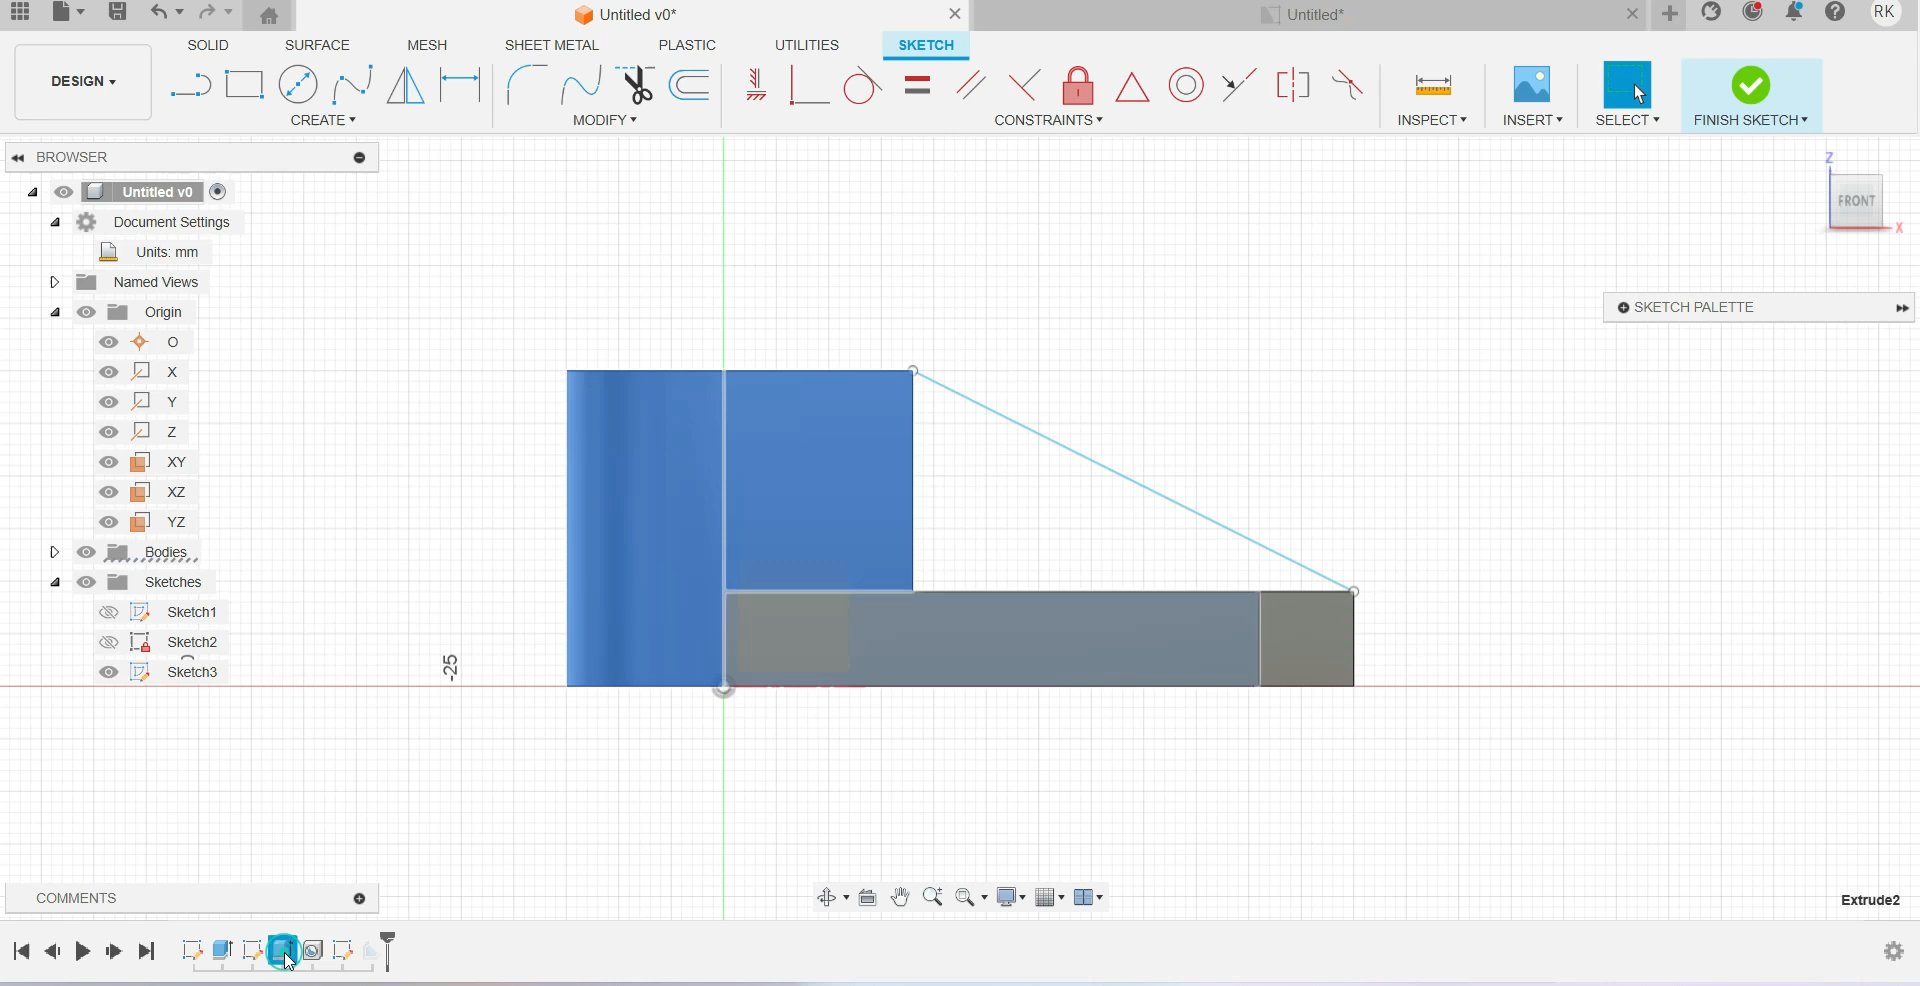 Untitled v0*
Untitled*
RK
DESIGN
SOLID
SURFACE
MESH
SHEET METAL
PLASTIC
UTILITIES
SKETCH
CREATE
MODIFY
CONSTRAINTS
INSPECT
INSERT
SELECT
FINISH SKETCH
BROWSER
Untitled v0
Document Settings
Units: mm
Named Views
Origin
O
X
Y
Z
XY
XZ
YZ
Bodies
Sketches
Sketch1
Sketch2
Sketch3
-25
Z
FRONT
X
SKETCH PALETTE
COMMENTS
Extrude2